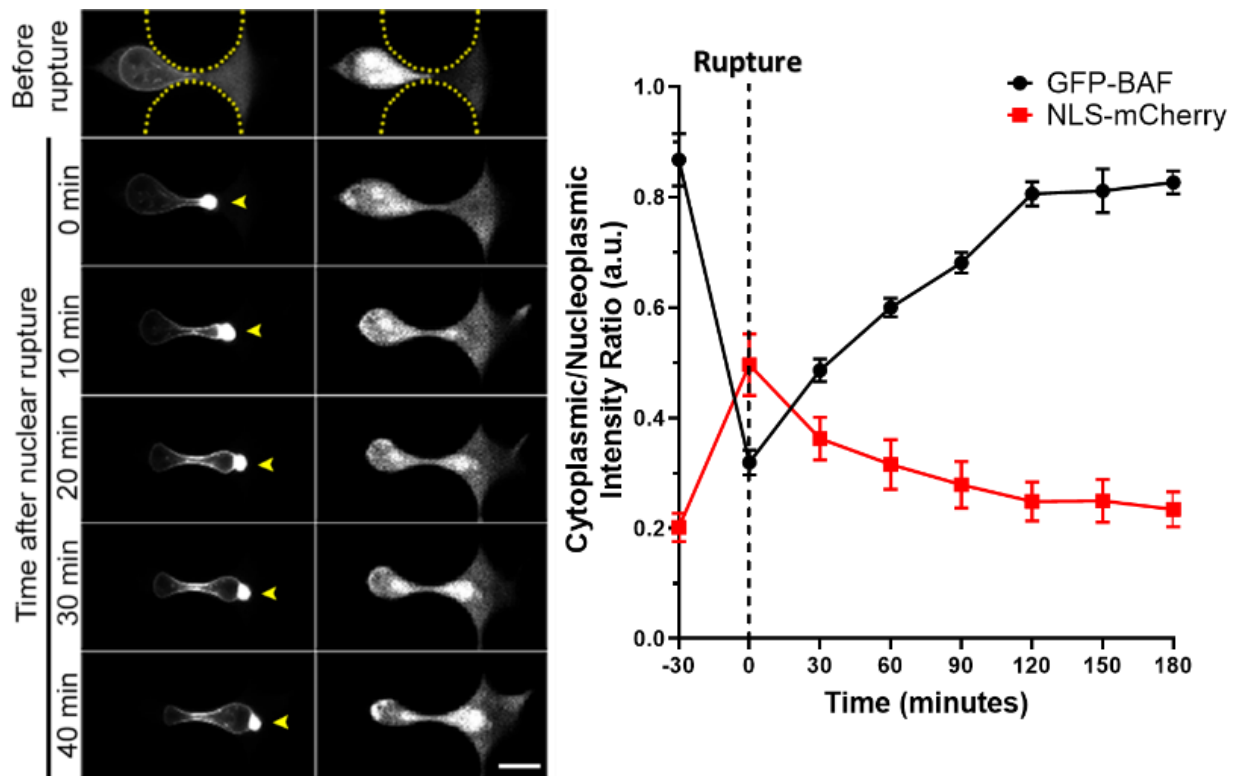 Before
rupture
Time after nuclear rupture
0 min
10 min
20 min
30 min
40 min
Rupture
GFP-BAF
NLS-mCherry
Cytoplasmic/Nucleoplasmic
Intensity Ratio (a.u.)
1.0
0.8
0.6
0.4
0.2
0.0
-30 0 30 60 90 120 150 180
Time (minutes)